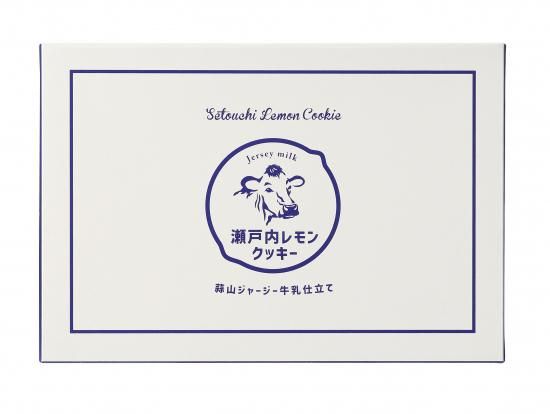 Setouchi Lemon Cookie
Jersey milk
瀬戸内レモン
クッキー
蒜山ジャージー牛乳仕立て